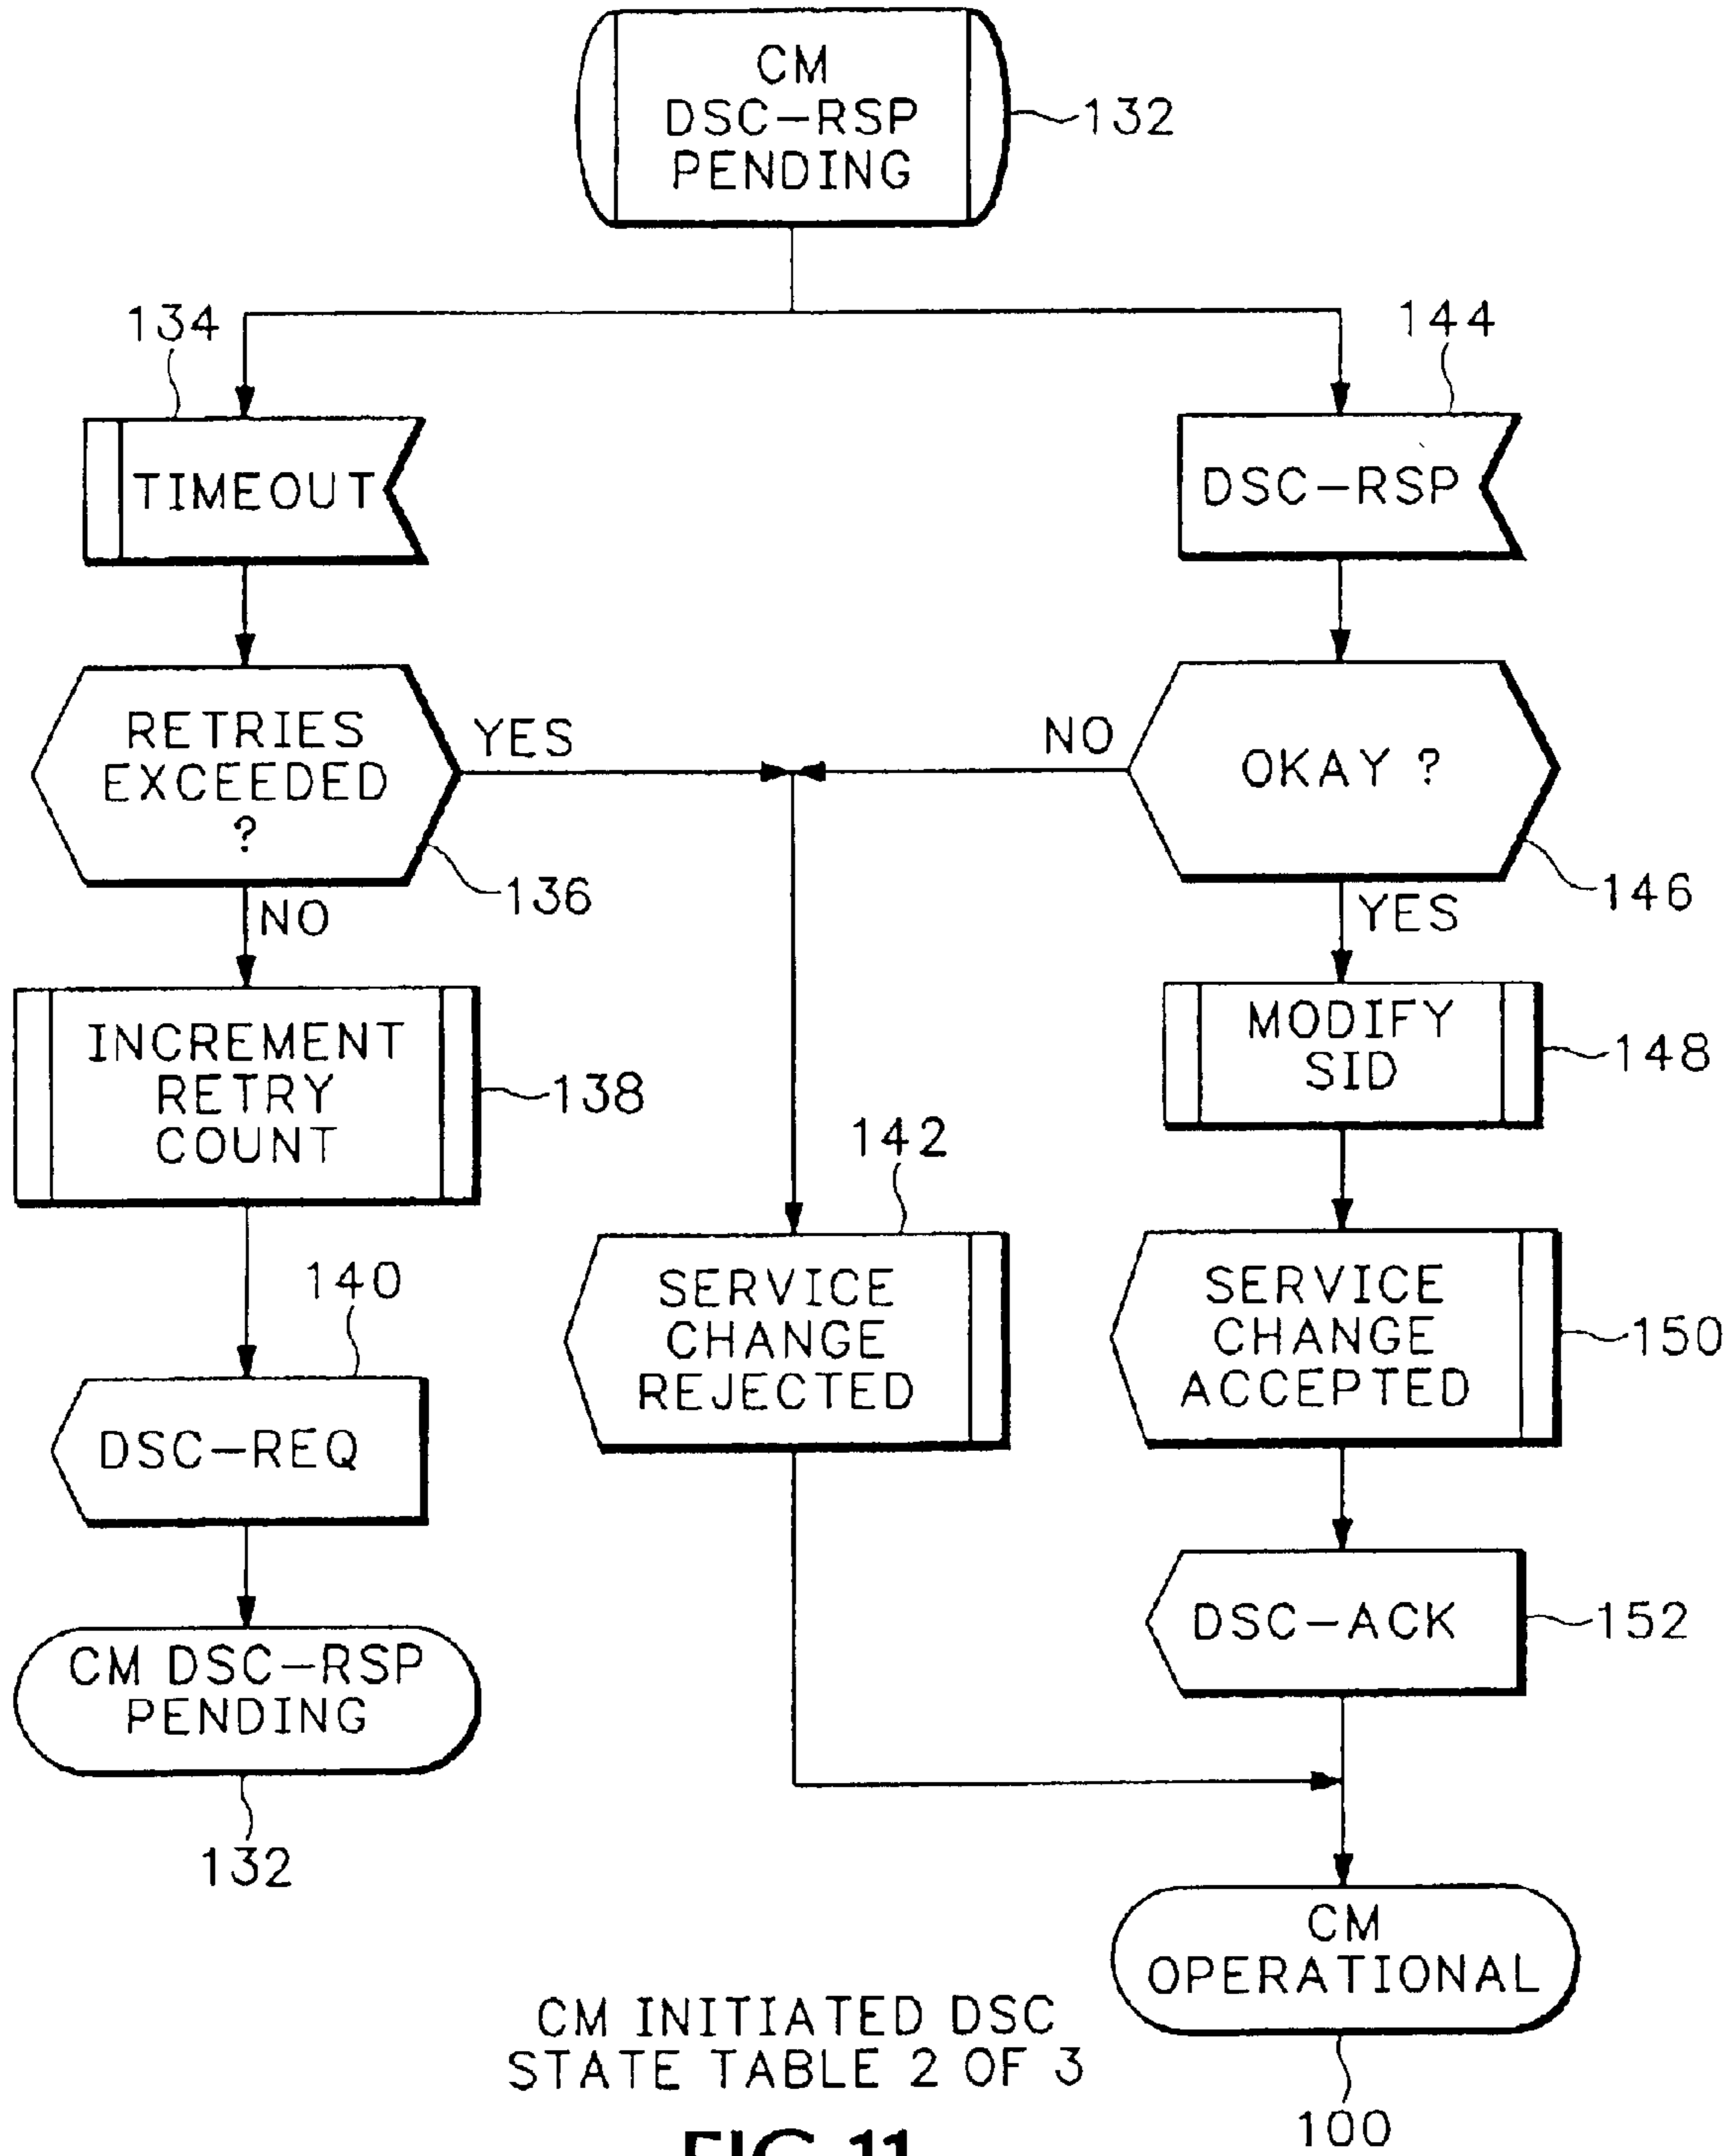 CM
DSC-RSP
PENDING
132
134
144
TIMEOUT
DSC-RSP
RETRIES
EXCEEDED
?
YES
NO
OKAY ?
136
146
NO
YES
INCREMENT
RETRY
COUNT
138
MODIFY
SID
148
142
140
SERVICE
CHANGE
REJECTED
SERVICE
CHANGE
ACCEPTED
150
DSC-REQ
DSC-ACK
152
CM DSC-RSP
PENDING
132
CM
OPERATIONAL
100
CM INITIATED DSC
STATE TABLE 2 OF 3
FIG. 11